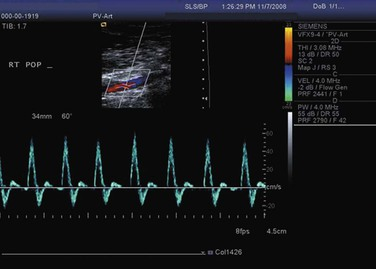 SLS/BP 1:26:29 PM 11/7/2008 DoB 1/1...
000-00-1919 PV-Art
TIB: 1.7
SIEMENS
VFX9-4 / *PV-Art
2D
THI / 3.08 MHz
13 dB / DR 50
SC 2
Map J / RS 3
C
VEL / 4.0 MHz
-2 dB / Flow Gen
PRF 2441 / F 1
D
PW / 4.0 MHz
55 dB / DR 55
PRF 2790 / F 42
RT POP
34mm 60°
60
40
20
cm/s
-20
8fps 4.5cm
Col1426